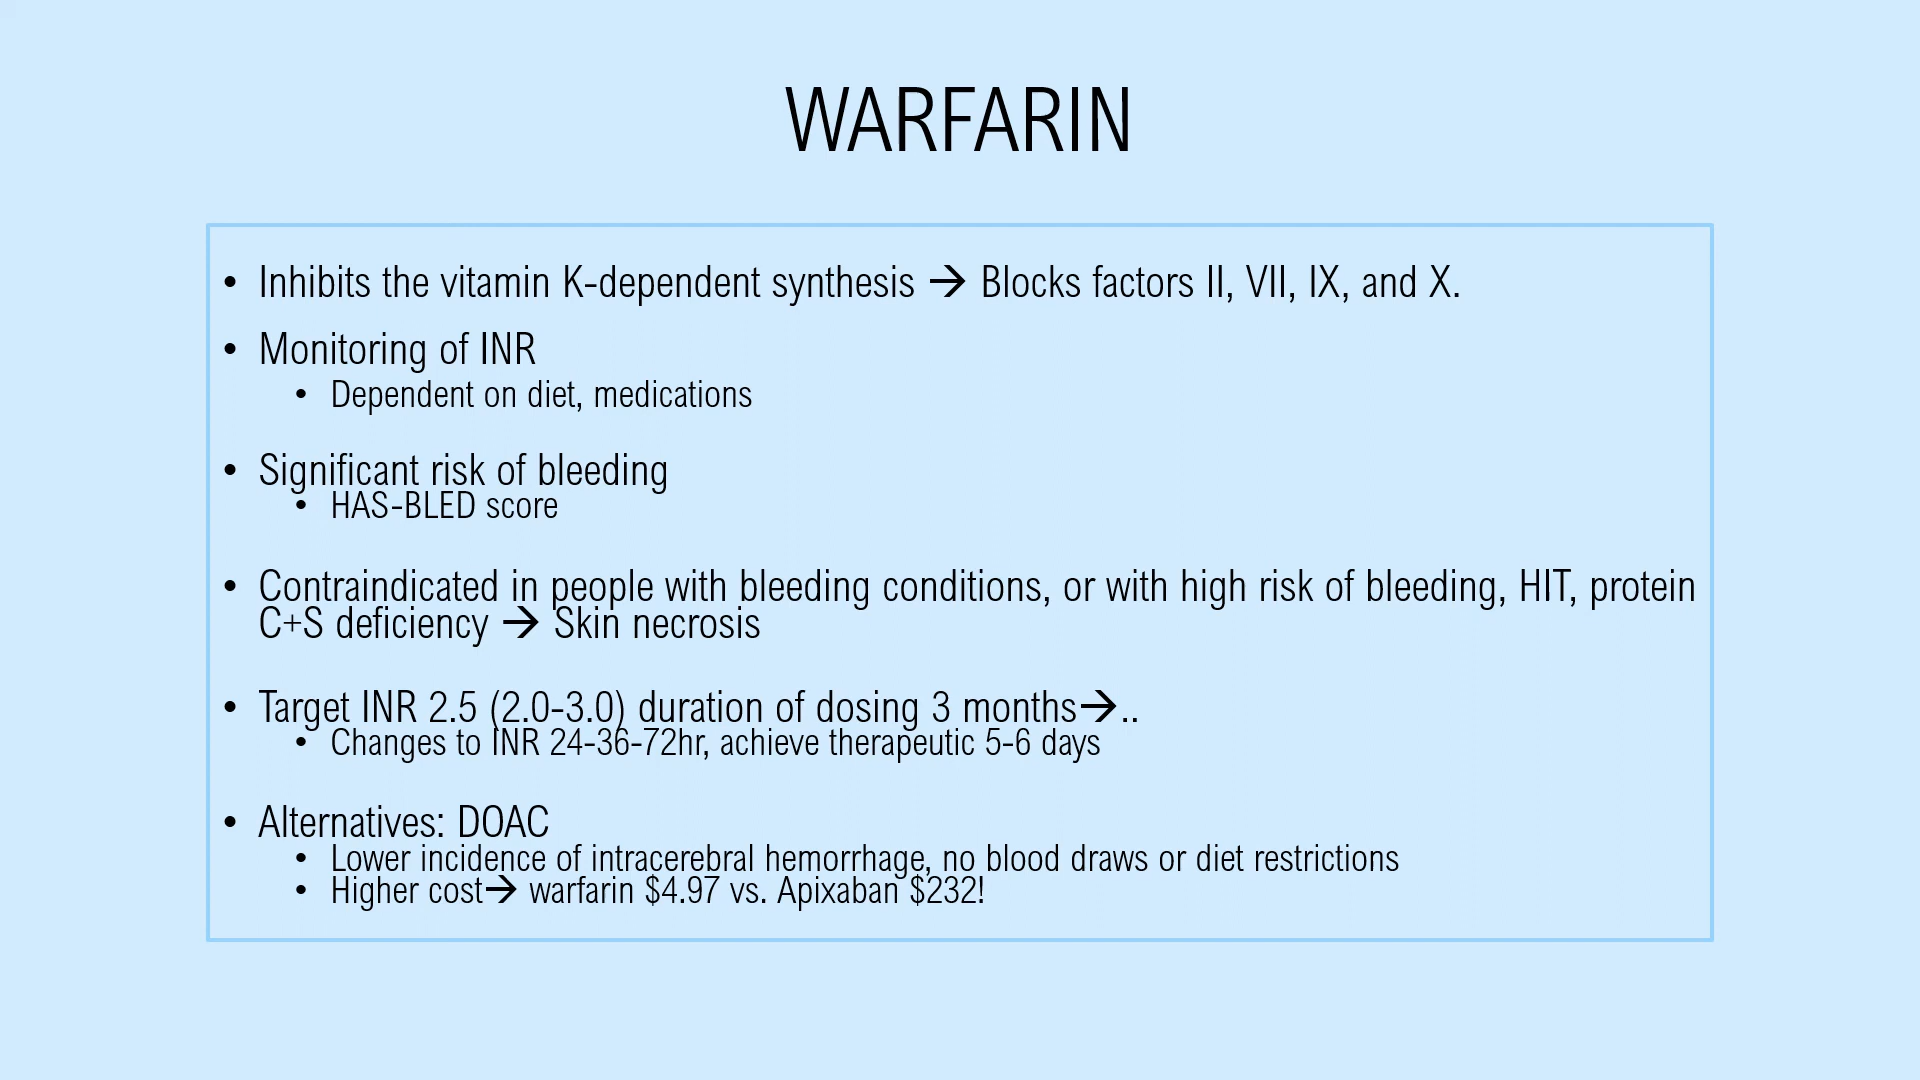 WARFARIN
• Inhibits the vitamin K-dependent synthesis → Blocks factors II, VII, IX, and X.
• Monitoring of INR
• Dependent on diet, medications
• Significant risk of bleeding
• HAS-BLED score
• Contraindicated in people with bleeding conditions, or with high risk of bleeding, HIT, protein
C+S deficiency → Skin necrosis
• Target INR 2.5 (2.0-3.0) duration of dosing 3 months→..
• Changes to INR 24-36-72hr, achieve therapeutic 5-6 days
• Alternatives: DOAC
• Lower incidence of intracerebral hemorrhage, no blood draws or diet restrictions
• Higher cost→ warfarin $4.97 vs. Apixaban $232!